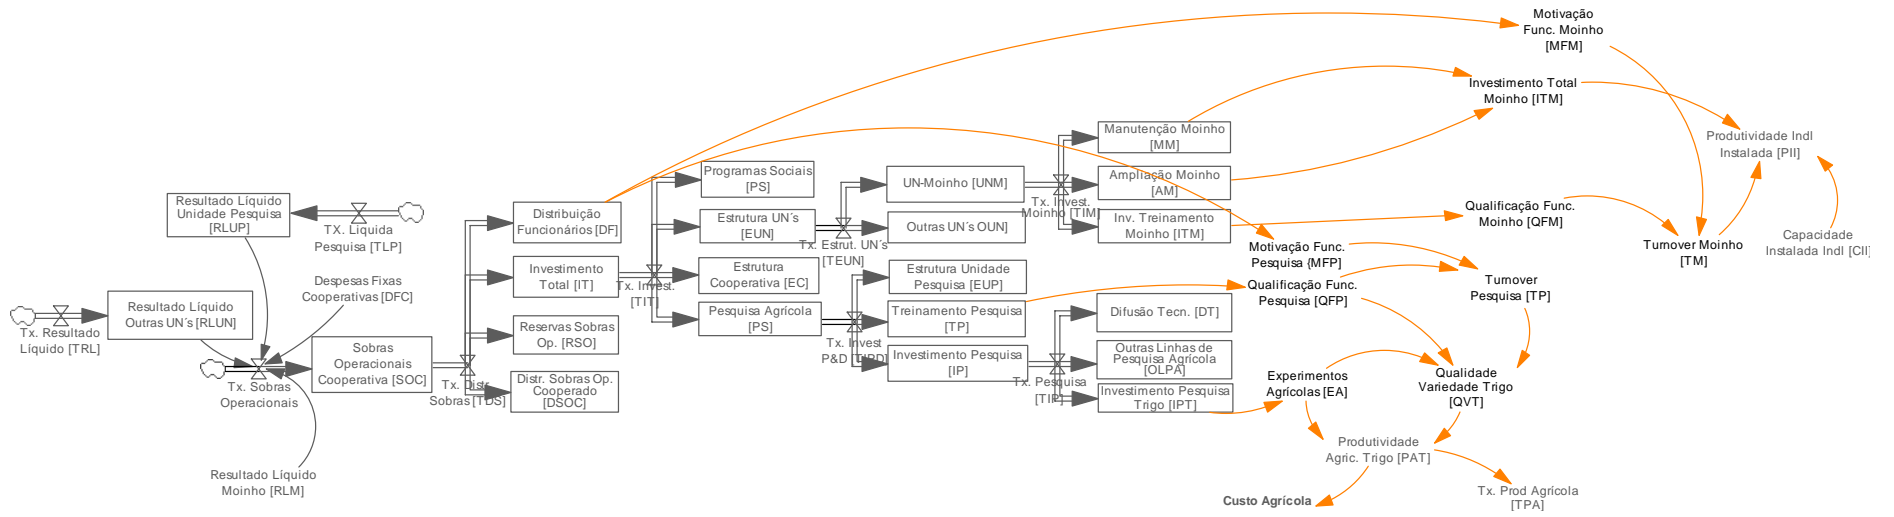 Motivação
Func. Moinho
[MFM]
Investimento Total
Moinho [ITM]
Manutenção Moinho
[MM]
Produtividade Indl
Instalada [PII]
Programas Sociais
[PS]
UN-Moinho [UNM]
Ampliação Moinho
[AM]
Tx. Invest.
Moinho [TIM]
Resultado Líquido
Unidade Pesquisa
[RLUP]
TX. Líquida
Pesquisa [TLP]
Distribuição
Funcionários [DF]
Estrutura UN´s
[EUN]
Outras UN´s OUN]
Inv. Treinamento
Moinho [ITM]
Qualificação Func.
Moinho [QFM]
Tx. Estrut. UN´s
[TEUN]
Motivação Func.
Pesquisa {MFP]
Turnover Moinho
[TM]
Capacidade
Instalada Indl [CII]
Despesas Fixas
Cooperativas [DFC]
Investimento
Total [IT]
Tx. Invest.
[TIT]
Estrutura
Cooperativa [EC]
Estrutura Unidade
Pesquisa [EUP]
Qualificação Func.
Pesquisa [QFP]
Turnover
Pesquisa [TP]
Resultado Líquido
Outras UN´s [RLUN]
Tx. Resultado
Líquido [TRL]
Reservas Sobras
Op. [RSO]
Pesquisa Agrícola
[PS]
Treinamento Pesquisa
[TP]
Difusão Tecn. [DT]
Tx. Invest
P&D [TIPD]
Sobras
Operacionais
Cooperativa [SOC]
Tx. Sobras
Operacionais
Tx. Distr.
Sobras [TDS]
Distr. Sobras Op.
Cooperado
[DSOC]
Investimento Pesquisa
[IP]
Tx. Pesquisa
[TIP]
Outras Linhas de
Pesquisa Agrícola
[OLPA]
Investimento Pesquisa
Trigo [IPT]
Experimentos
Agrícolas [EA]
Qualidade
Variedade Trigo
[QVT]
Produtividade
Agric. Trigo [PAT]
Resultado Líquido
Moinho [RLM]
Custo Agrícola
Tx. Prod Agrícola
[TPA]